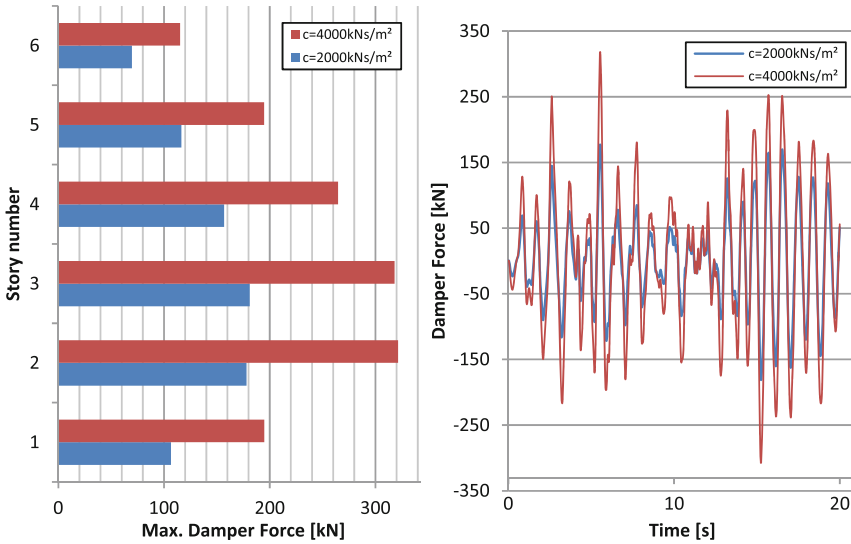 6
5
4
3
2
1
Story number
0
100
200
300
Max. Damper Force [kN]
c=4000kNs/m²
c=2000kNs/m²
350
250
150
50
-50
-150
-250
-350
Damper Force [kN]
0
10
20
Time [s]
c=2000kNs/m²
c=4000kNs/m²